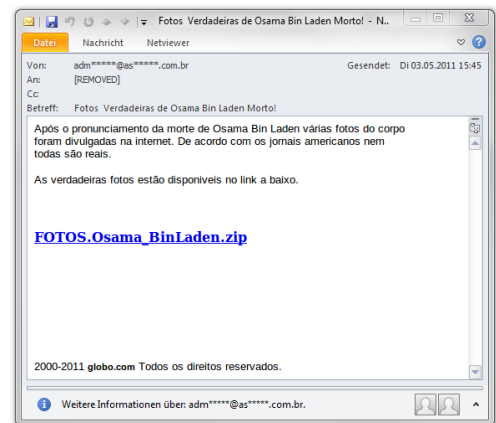 Fotos Verdadeiras de Osama Bin Laden Morto! - N..
Datei Nachricht Netviewer
Von: adm*****@as*****.com.br Gesendet: Di 03.05.2011 15:45
An: [REMOVED]
Cc:
Betreff: Fotos Verdadeiras de Osama Bin Laden Morto!
Após o pronunciamento da morte de Osama Bin Laden várias fotos do corpo
foram divulgadas na internet. De acordo com os jornais americanos nem
todas são reais.
As verdadeiras fotos estão disponiveis no link a baixo.
FOTOS.Osama_BinLaden.zip
2000-2011 globo.com Todos os direitos reservados.
Weitere Informationen über: adm*****@as*****.com.br.